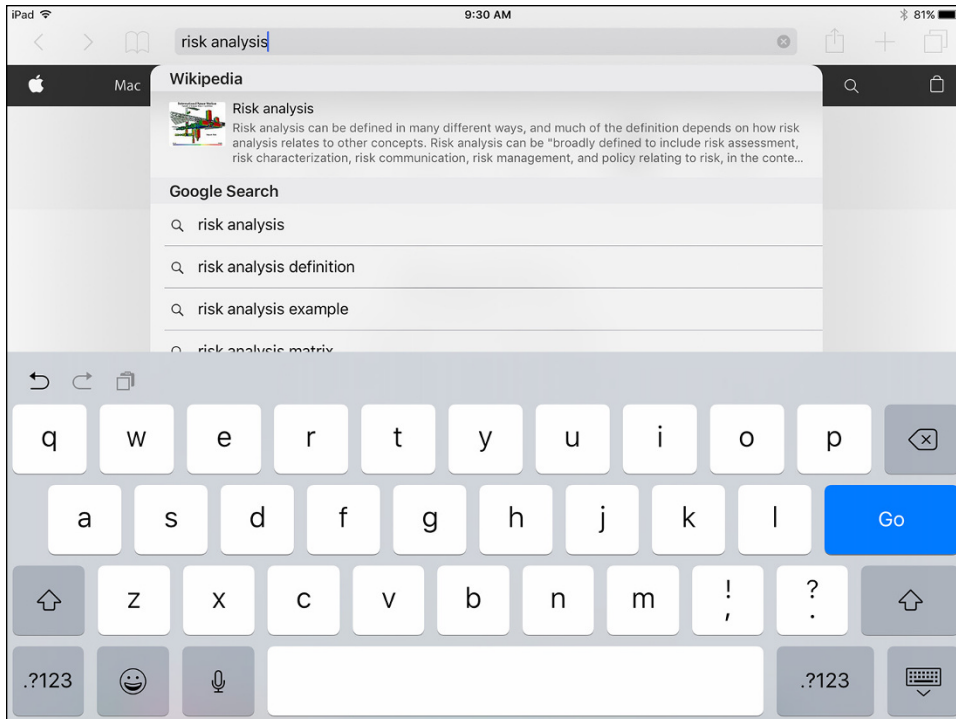 iPad 9:30 AM 81%
risk analysis
Mac
Wikipedia
Risk analysis
Risk analysis can be defined in many different ways, and much of the definition depends on how risk
analysis relates to other concepts. Risk analysis can be "broadly defined to include risk assessment,
risk characterization, risk communication, risk management, and policy relating to risk, in the conte...
Google Search
risk analysis
risk analysis definition
risk analysis example
risk analysis matrix
q w e r t y u i o p
a s d f g h j k l Go
z x c v b n m ! , ? .
.?123 .?123